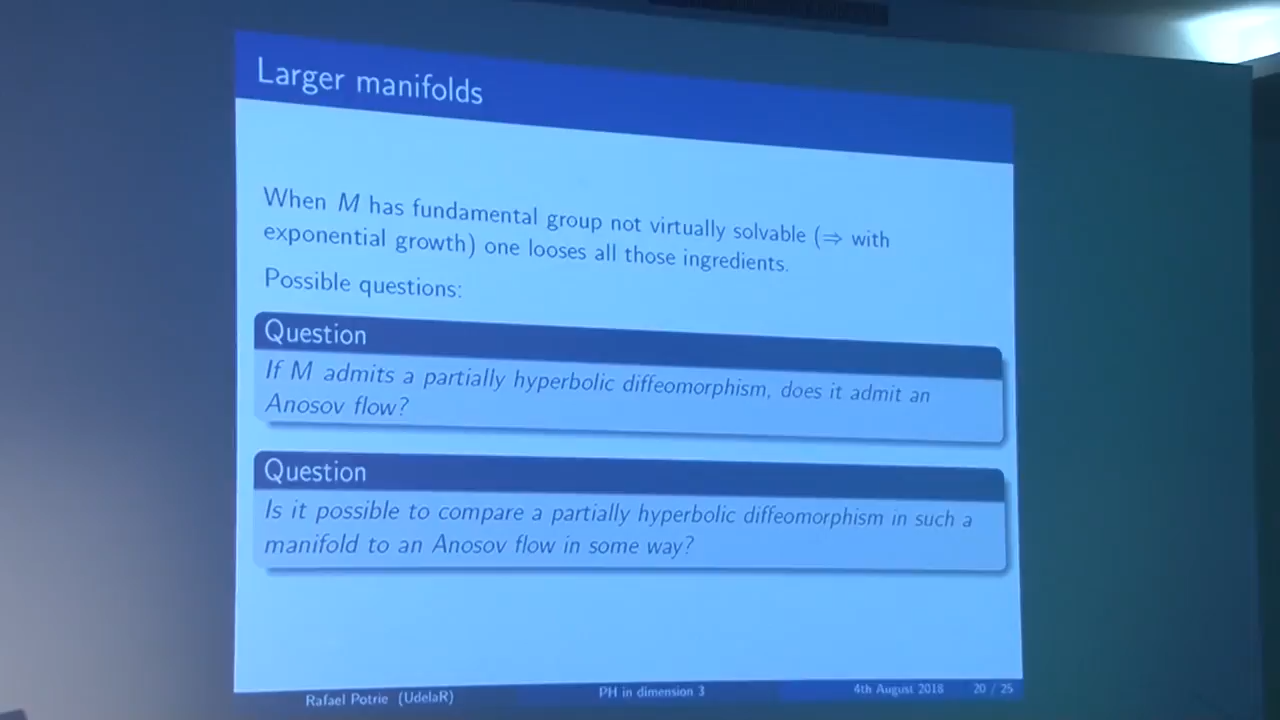 Larger manifolds
When M has fundamental group not virtually solvable (⇒ with
exponential growth) one looses all those ingredients.
Possible questions:
Question
If M admits a partially hyperbolic diffeomorphism, does it admit an
Anosov flow?
Question
Is it possible to compare a partially hyperbolic diffeomorphism in such a
manifold to an Anosov flow in some way?
Rafael Potrie (UdelaR) PH in dimension 3 4th August 2018 20 / 25